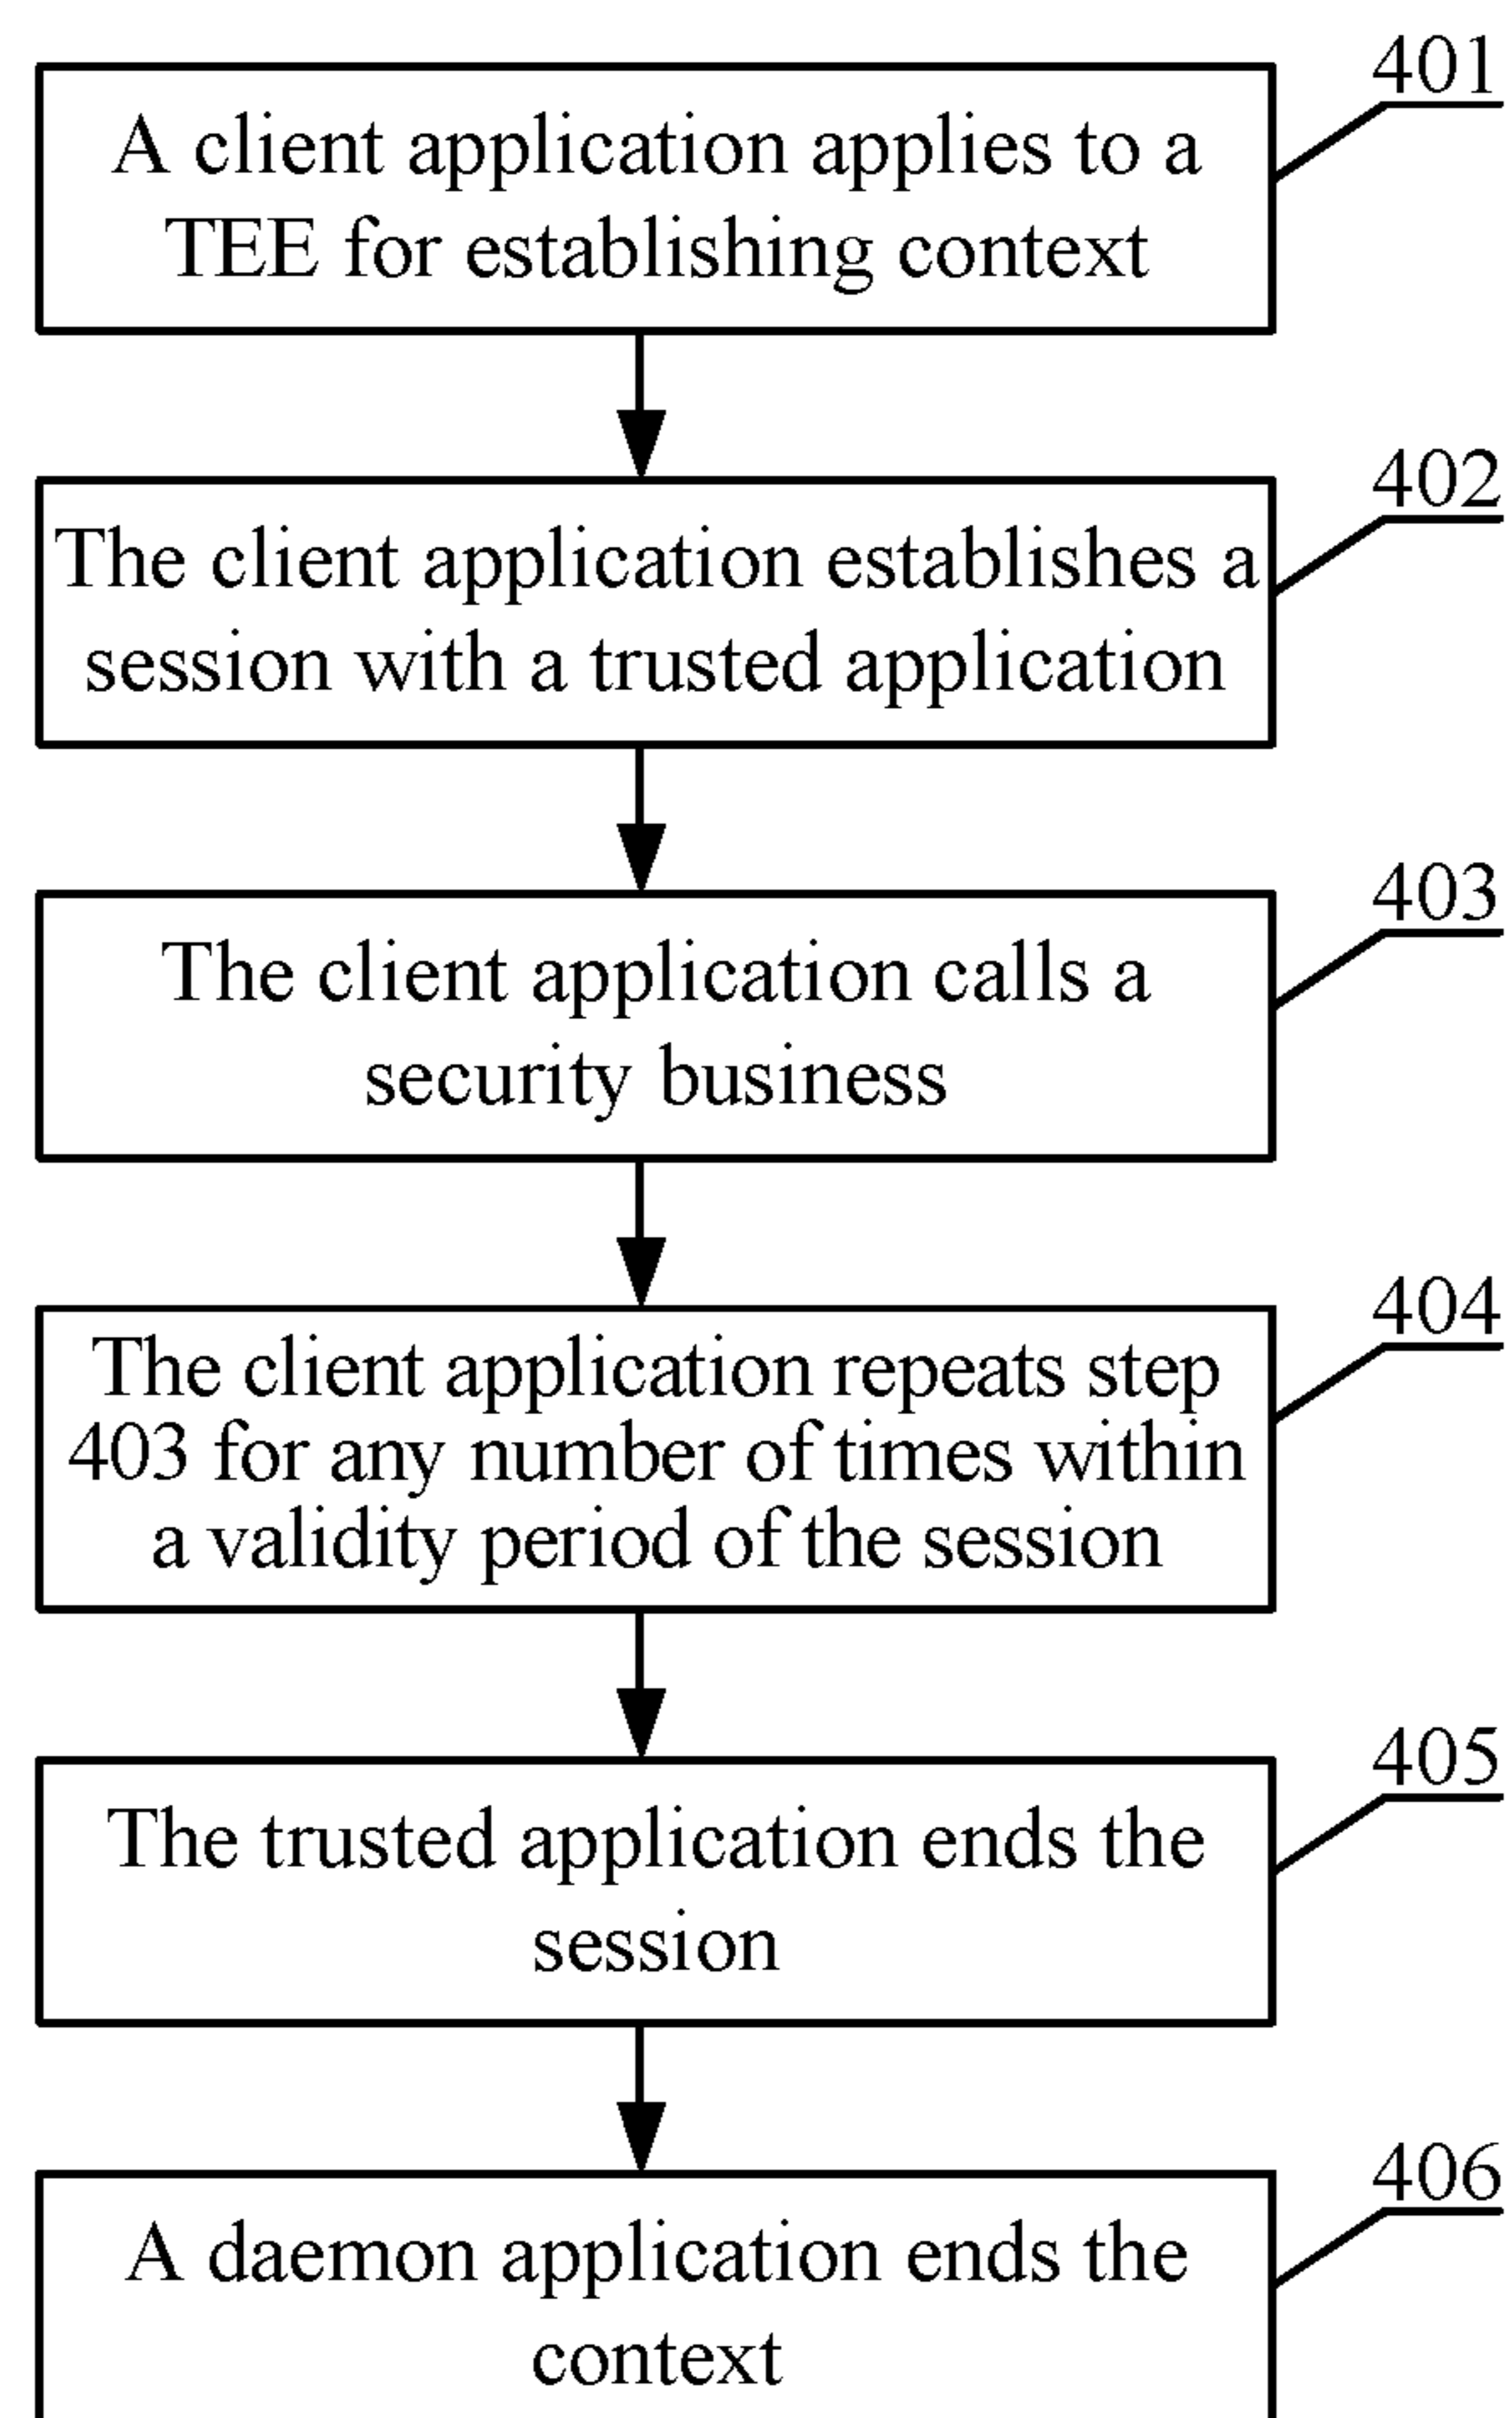 401
A client application applies to a
TEE for establishing context
402
The client application establishes a
session with a trusted application
403
The client application calls a
security business
404
The client application repeats step
403 for any number of times within
a validity period of the session
405
The trusted application ends the
session
406
A daemon application ends the
context